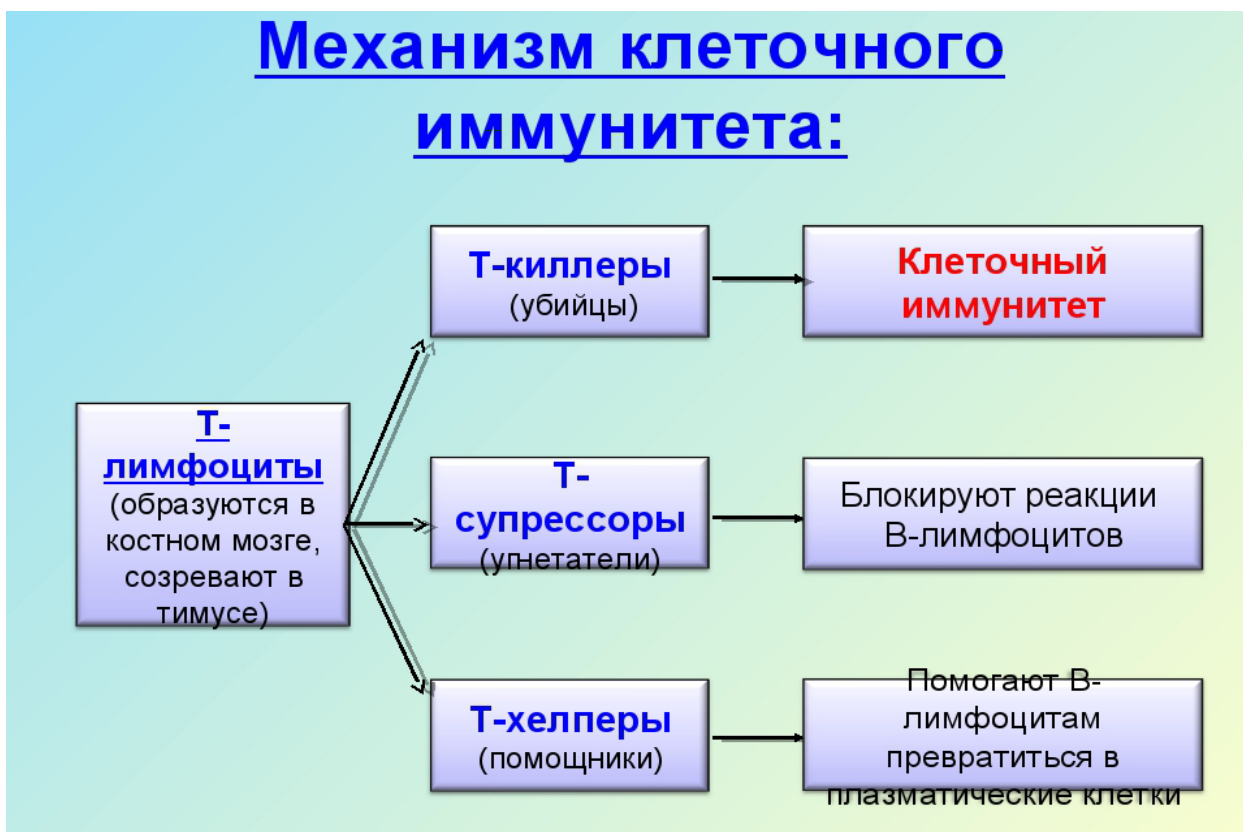 Механизм клеточного
иммунитета:
Т-киллеры
(убийцы)
Клеточный
иммунитет
Т-
лимфоциты
(образуются в
костном мозге,
созревают в
тимусе)
Т-
супрессоры
(угнетатели)
Блокируют реакции
В-лимфоцитов
Т-хелперы
(помощники)
Помогают В-
лимфоцитам
превратиться в
плазматические клетки